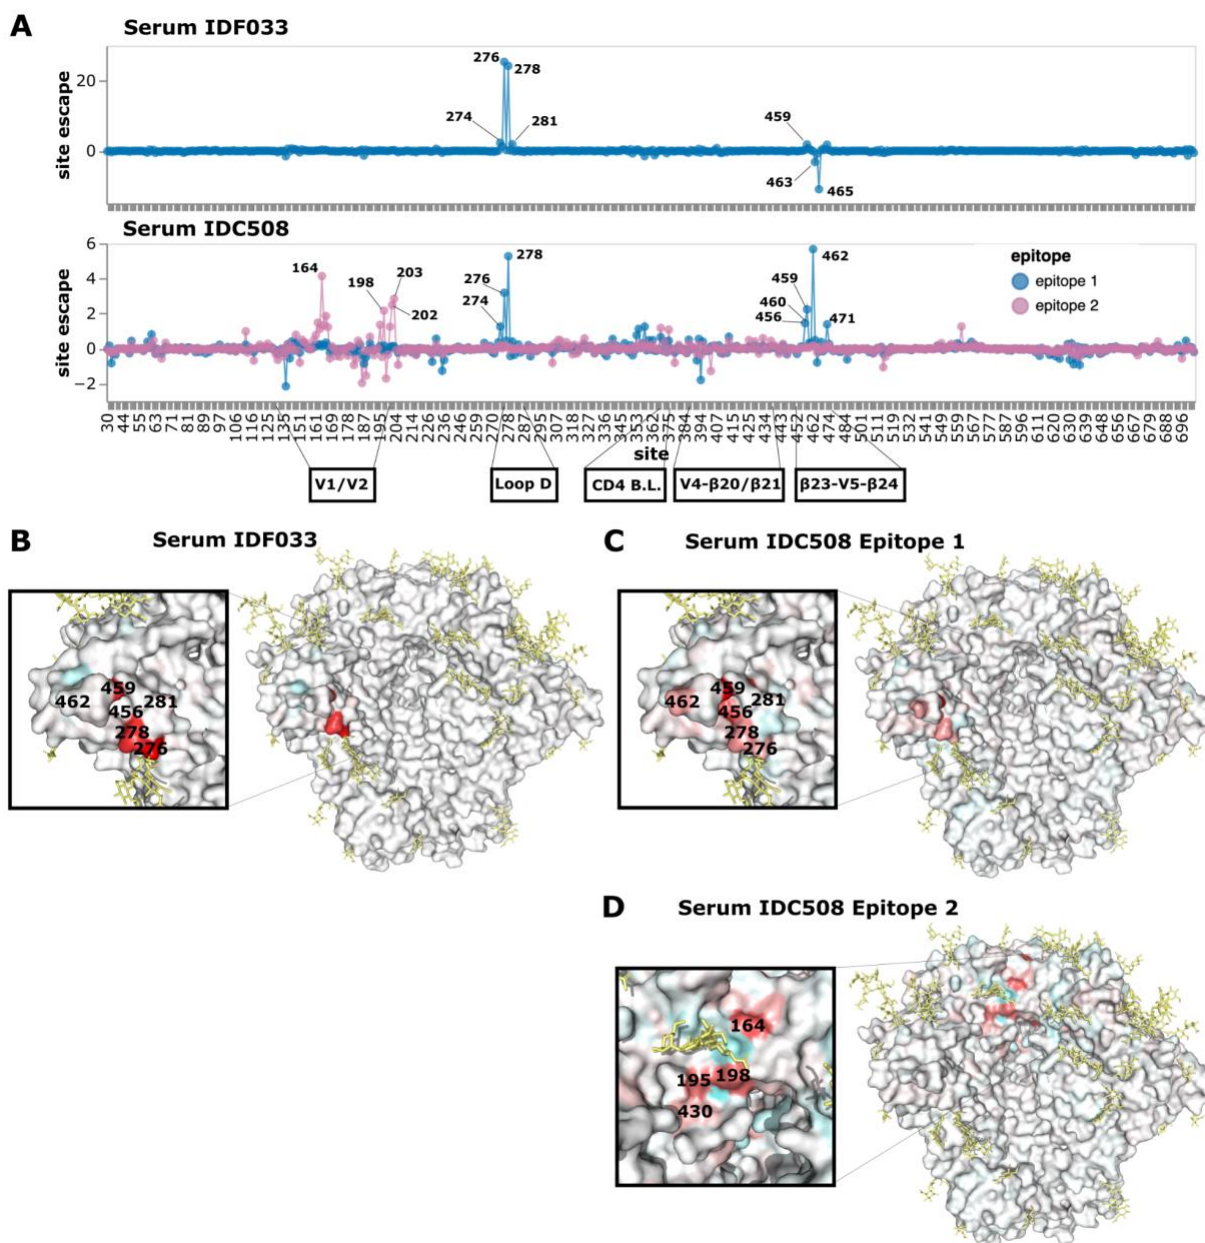 A
Serum IDF033
site escape
20
0
276
278
274
281
459
463
465
Serum IDC508
site escape
6
4
2
0
−2
164
198
203
202
278
276
274
462
459
460
456
471
epitope
epitope 1
epitope 2
30 44 55 63 71 81 89 97 106 116 125 135 151 161 168 178 187 195 204 226 236 246 259 270 278 287 295 307 318 327 336 345 353 362 375 384 394 407 415 425 434 443 452 462 474 484 501 511 519 532 541 549 559 577 587 596 611 620 630 639 648 656 667 679 688 696
site
V1/V2
Loop D
CD4 B.L.
V4-β20/β21
β23-V5-β24
B
Serum IDF033
459
462
281
456
278
276
C
Serum IDC508 Epitope 1
459
462
281
456
278
276
D
Serum IDC508 Epitope 2
164
195
198
430